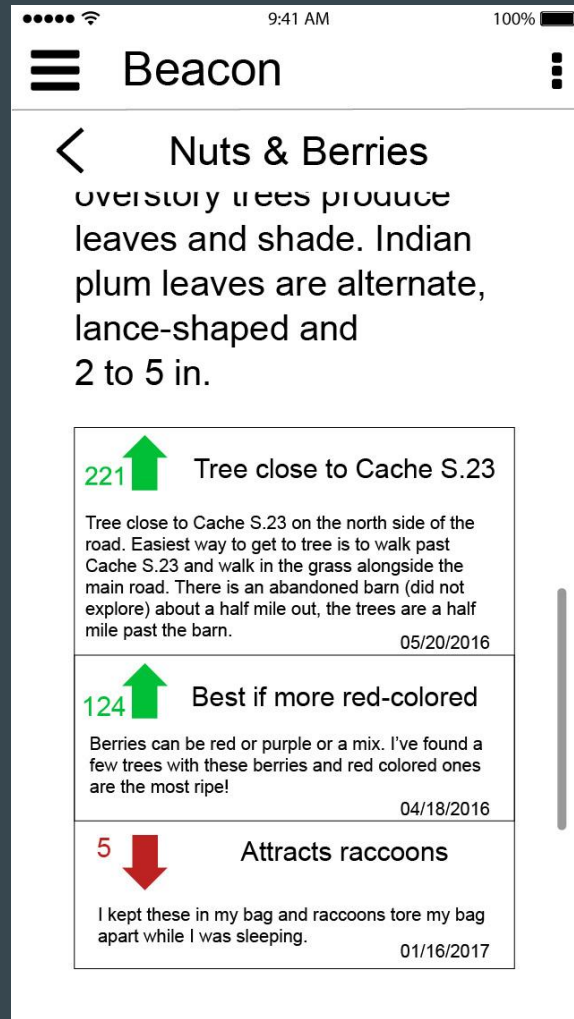 9:41 AM
100%
Beacon
Nuts & Berries
overstory trees produce
leaves and shade. Indian
plum leaves are alternate,
lance-shaped and
2 to 5 in.
221
Tree close to Cache S.23
Tree close to Cache S.23 on the north side of the
road. Easiest way to get to tree is to walk past
Cache S.23 and walk in the grass alongside the
main road. There is an abandoned barn (did not
explore) about a half mile out, the trees are a half
mile past the barn.
05/20/2016
124
Best if more red-colored
Berries can be red or purple or a mix. I've found a
few trees with these berries and red colored ones
are the most ripe!
04/18/2016
5
Attracts raccoons
I kept these in my bag and raccoons tore my bag
apart while I was sleeping.
01/16/2017